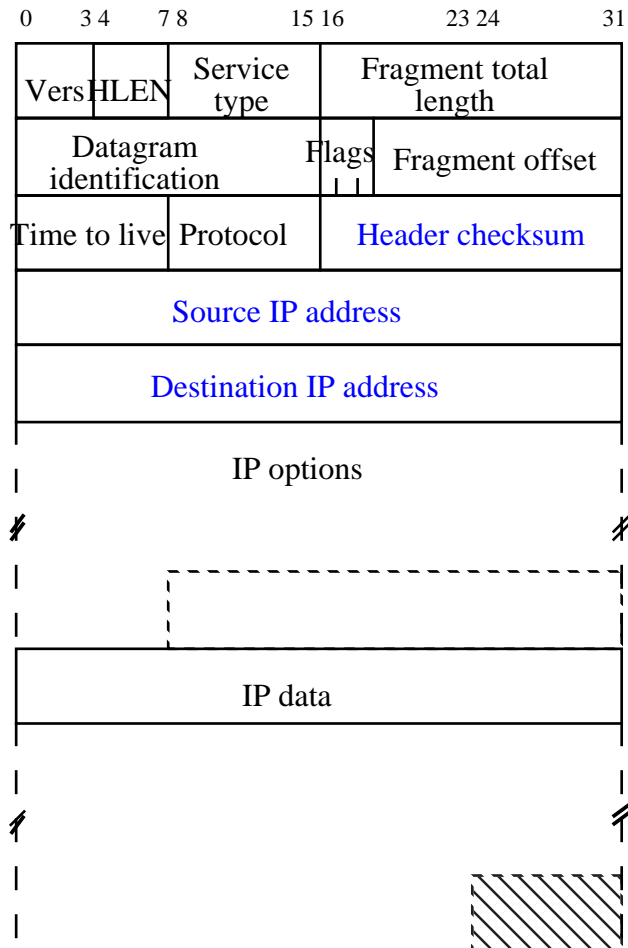 0 3 4 7 8 15 16 23 24 31
Vers HLEN Service type Fragment total length
Datagram identification Flags Fragment offset
Time to live Protocol Header checksum
Source IP address
Destination IP address
IP options
IP data